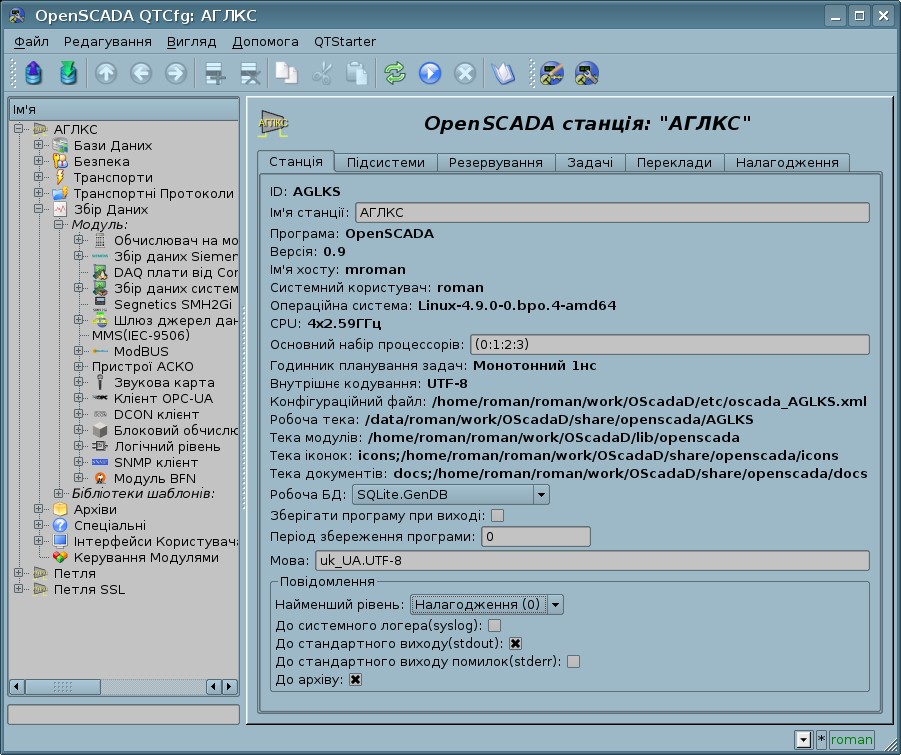 OpenSCADA QTCfg: АГЛКС
Файл Редагування Вигляд Допомога QTStarter
Ім'я
АГЛКС
Бази Даних
Безпека
Транспорти
Транспортні Протоколи
Збір Даних
Модуль:
Обчислювач на мо
Збір даних Siemen
DAQ плати від Cor
Збір даних систем
Segnetics SMH2Gi
Шлюз джерел дан
MMS(IEC-9506)
ModBUS
Пристрої АСКО
Звукова карта
Клієнт OPC-UA
DCON клієнт
Блоковий обчислю
Логічний рівень
SNMP клієнт
Модуль BFN
Бібліотеки шаблонів:
Архіви
Спеціальні
Інтерфейси Користувача
Керування Модулями
Петля
Петля SSL
АГЛКС
OpenSCADA станція: "АГЛКС"
Станція Підсистеми Резервування Задачі Переклади Налагодження
ID: AGLKS
Ім'я станції: АГЛКС
Програма: OpenSCADA
Версія: 0.9
Ім'я хосту: mroman
Системний користувач: roman
Операційна система: Linux-4.9.0-0.bpo.4-amd64
CPU: 4x2.59ГГц
Основний набір процессорів: (0:1:2:3)
Годинник планування задач: Монотонний 1нс
Внутрішнє кодування: UTF-8
Конфігураційний файл: /home/roman/roman/work/OScadaD/etc/oscada_AGLKS.xml
Робоча тека: /data/roman/work/OScadaD/share/openscada/AGLKS
Тека модулів: /home/roman/roman/work/OScadaD/lib/openscada
Тека іконок: icons;/home/roman/roman/work/OScadaD/share/openscada/icons
Тека документів: docs;/home/roman/roman/work/OScadaD/share/openscada/docs
Робоча БД: SQLite.GenDB
Зберігати програму при виході:
Період збереження програми: 0
Мова: uk_UA.UTF-8
Повідомлення
Найменший рівень: Налагодження (0)
До системного логера(syslog):
До стандартного виходу(stdout):
До стандартного виходу помилок(stderr):
До архіву:
* roman